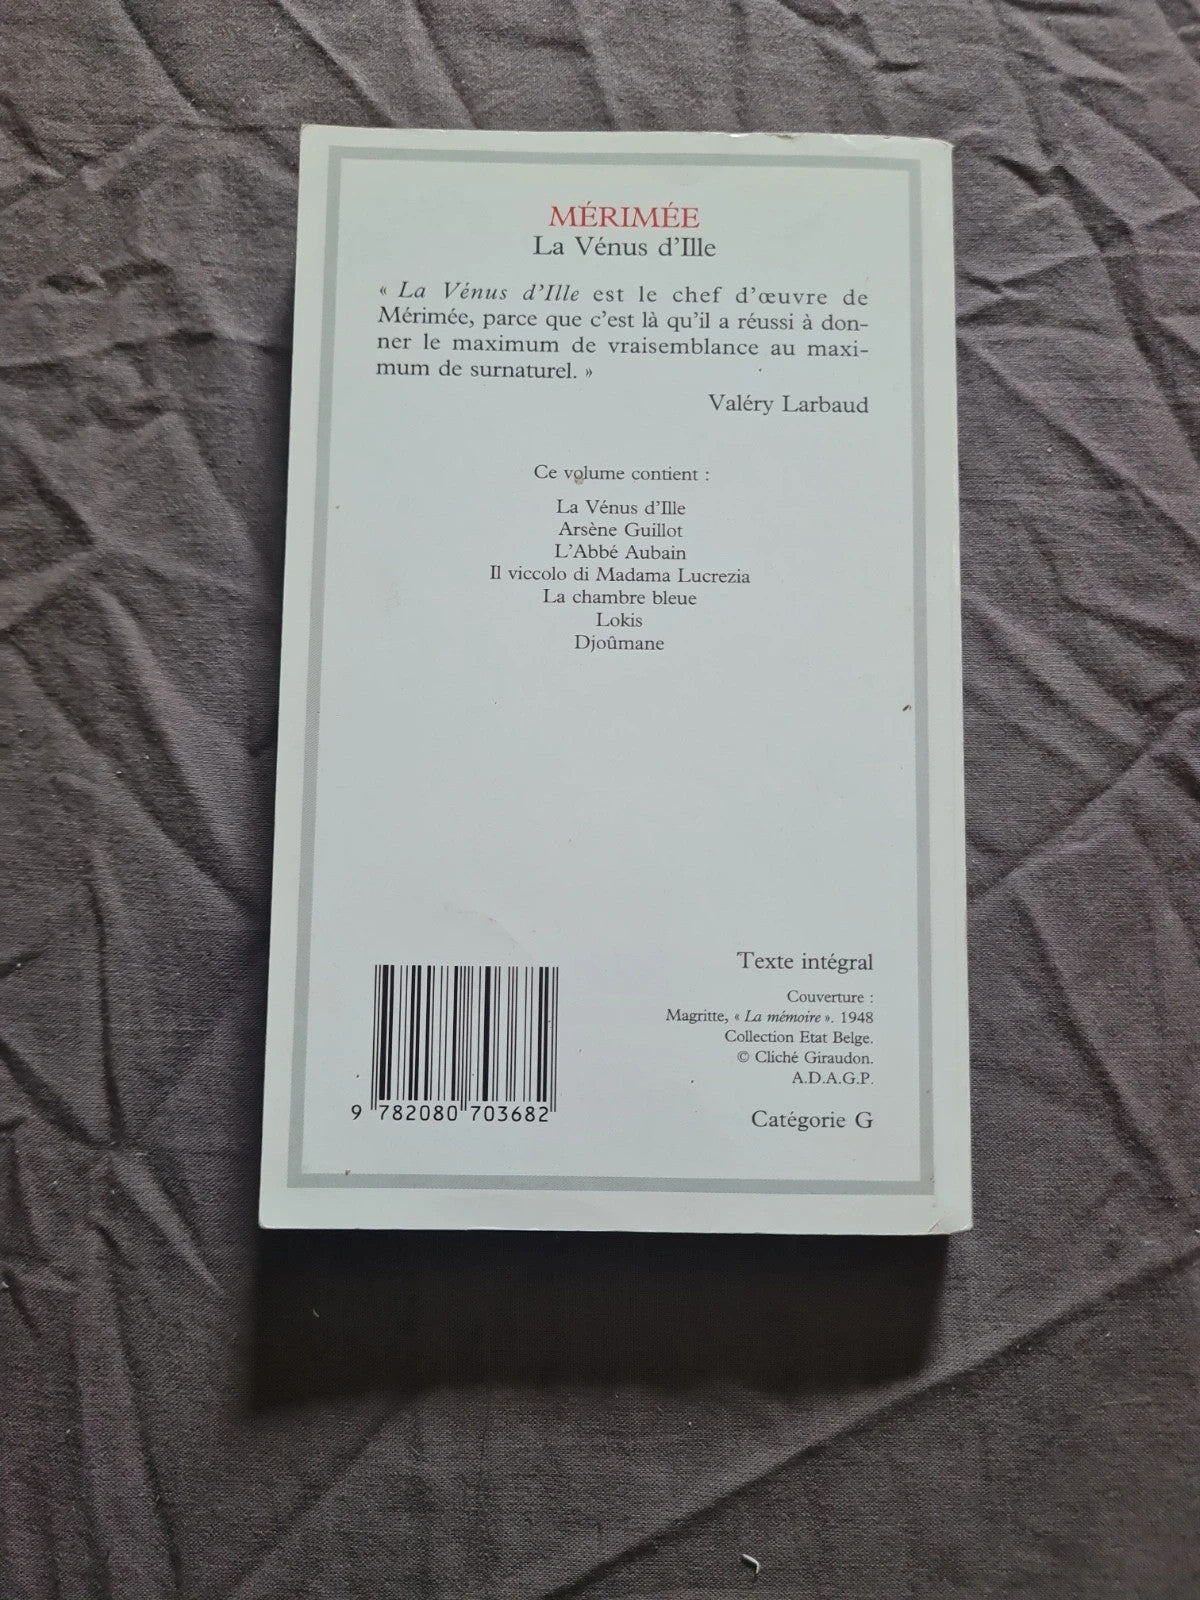 MÉRIMÉE
La Vénus d'Ille
« La Vénus d'Ille est le chef d'œuvre de
Mérimée, parce que c'est là qu'il a réussi à don-
ner le maximum de vraisemblance au maxi-
mum de surnaturel. »
Valéry Larbaud
Ce volume contient :
La Vénus d'Ille
Arsène Guillot
L'Abbé Aubain
Il viccolo di Madama Lucrezia
La chambre bleue
Lokis
Djoûmane
Texte intégral
Couverture :
Magritte, « La mémoire ». 1948
Collection Etat Belge.
© Cliché Giraudon.
A.D.A.G.P.
Catégorie G
9 782080 703682